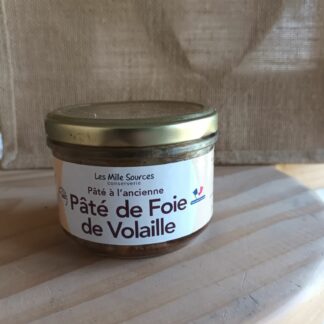 Les Mille Sources
conserverie
Pâté à l'ancienne
Pâté de Foie
de Volaille